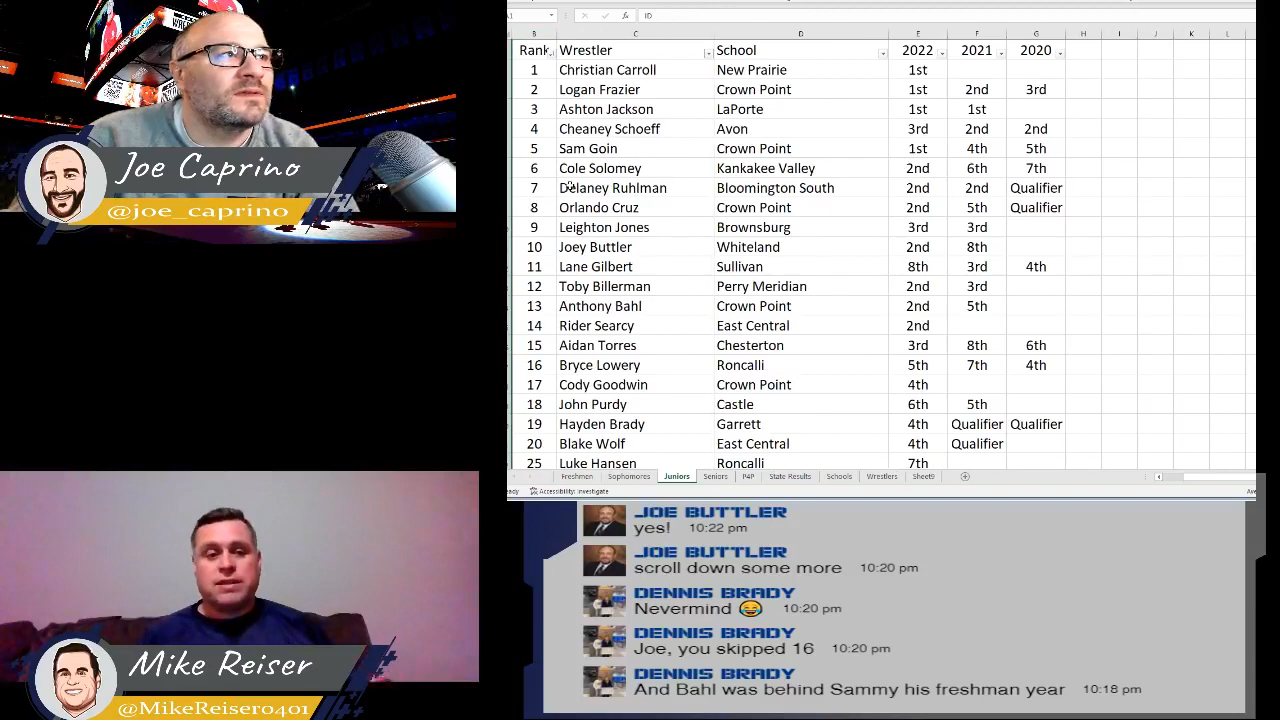 Joe Caprino
@joe_caprino
A1 ID
Rank Wrestler School 2022 2021 2020
1 Christian Carroll New Prairie 1st
2 Logan Frazier Crown Point 1st 2nd 3rd
3 Ashton Jackson LaPorte 1st 1st
4 Cheaney Schoeff Avon 3rd 2nd 2nd
5 Sam Goin Crown Point 1st 4th 5th
6 Cole Solomey Kankakee Valley 2nd 6th 7th
7 Delaney Ruhlman Bloomington South 2nd 2nd Qualifier
8 Orlando Cruz Crown Point 2nd 5th Qualifier
9 Leighton Jones Brownsburg 3rd 3rd
10 Joey Buttler Whiteland 2nd 8th
11 Lane Gilbert Sullivan 8th 3rd 4th
12 Toby Billerman Perry Meridian 2nd 3rd
13 Anthony Bahl Crown Point 2nd 5th
14 Rider Searcy East Central 2nd
15 Aidan Torres Chesterton 3rd 8th 6th
16 Bryce Lowery Roncalli 5th 7th 4th
17 Cody Goodwin Crown Point 4th
18 John Purdy Castle 6th 5th
19 Hayden Brady Garrett 4th Qualifier Qualifier
20 Blake Wolf East Central 4th Qualifier
25 Luke Hansen Roncalli 7th
Freshmen Sophomores Juniors Seniors P4P State Results Schools Wrestlers Sheet9
Accessibility: Investigate
JOE BUTTLER
yes! 10:22 pm
JOE BUTTLER
scroll down some more 10:20 pm
DENNIS BRADY
Nevermind 😂 10:20 pm
DENNIS BRADY
Joe, you skipped 16 10:20 pm
DENNIS BRADY
And Bahl was behind Sammy his freshman year 10:18 pm
Mike Reiser
@MikeReiser0401